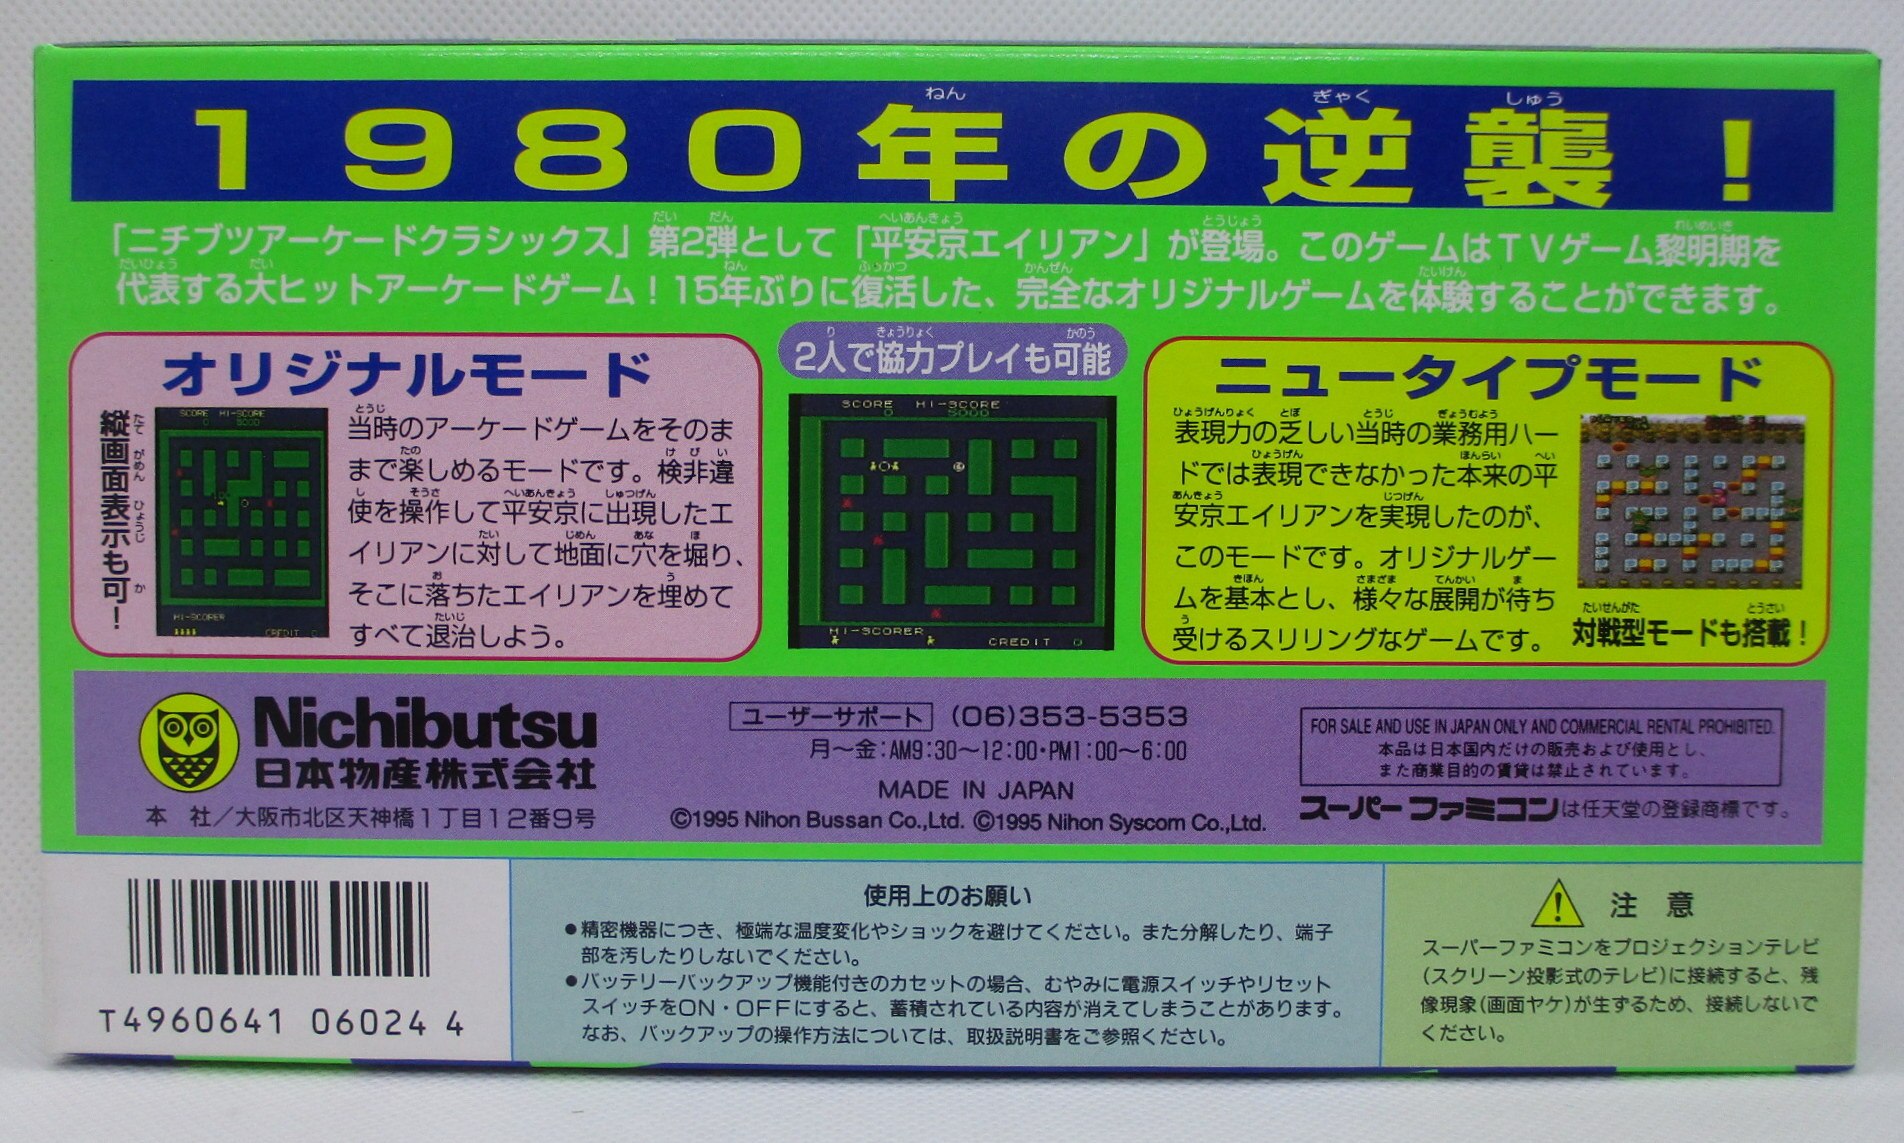 1980年の逆襲！
「ニチブツアーケードクラシックス」第2弾として「平安京エイリアン」が登場。このゲームはTVゲーム黎明期を
代表する大ヒットアーケードゲーム！15年ぶりに復活した、完全なオリジナルゲームを体験することができます。
オリジナルモード
縦画面表示も可！
SCORE HI-SCORE
0 5000
HI-SCORER
CREDIT 0
当時のアーケードゲームをそのま
まで楽しめるモードです。検非違
使を操作して平安京に出現したエ
イリアンに対して地面に穴を掘り、
そこに落ちたエイリアンを埋めて
すべて退治しよう。
2人で協力プレイも可能
SCORE HI-SCORE
0 5000
HI-SCORER
CREDIT 0
ニュータイプモード
表現力の乏しい当時の業務用ハー
ドでは表現できなかった本来の平
安京エイリアンを実現したのが、
このモードです。オリジナルゲー
ムを基本とし、様々な展開が待ち
受けるスリリングなゲームです。
対戦型モードも搭載！
Nichibutsu
日本物産株式会社
本 社／大阪市北区天神橋1丁目12番9号
ユーザーサポート (06)353-5353
月～金:AM9:30～12:00･PM1:00～6:00
MADE IN JAPAN
©1995 Nihon Bussan Co.,Ltd. ©1995 Nihon Syscom Co.,Ltd.
FOR SALE AND USE IN JAPAN ONLY AND COMMERCIAL RENTAL PROHIBITED.
本品は日本国内だけの販売および使用とし、
また商業目的の賃貸は禁止されています。
スーパーファミコンは任天堂の登録商標です。
T4960641 06024 4
使用上のお願い
●精密機器につき、極端な温度変化やショックを避けてください。また分解したり、端子
部を汚したりしないでください。
●バッテリーバックアップ機能付きのカセットの場合、むやみに電源スイッチやリセット
スイッチをON・OFFにすると、蓄積されている内容が消えてしまうことがあります。
なお、バックアップの操作方法については、取扱説明書をご参照ください。
注 意
スーパーファミコンをプロジェクションテレビ
(スクリーン投影式のテレビ)に接続すると、残
像現象(画面ヤケ)が生ずるため、接続しないで
ください。